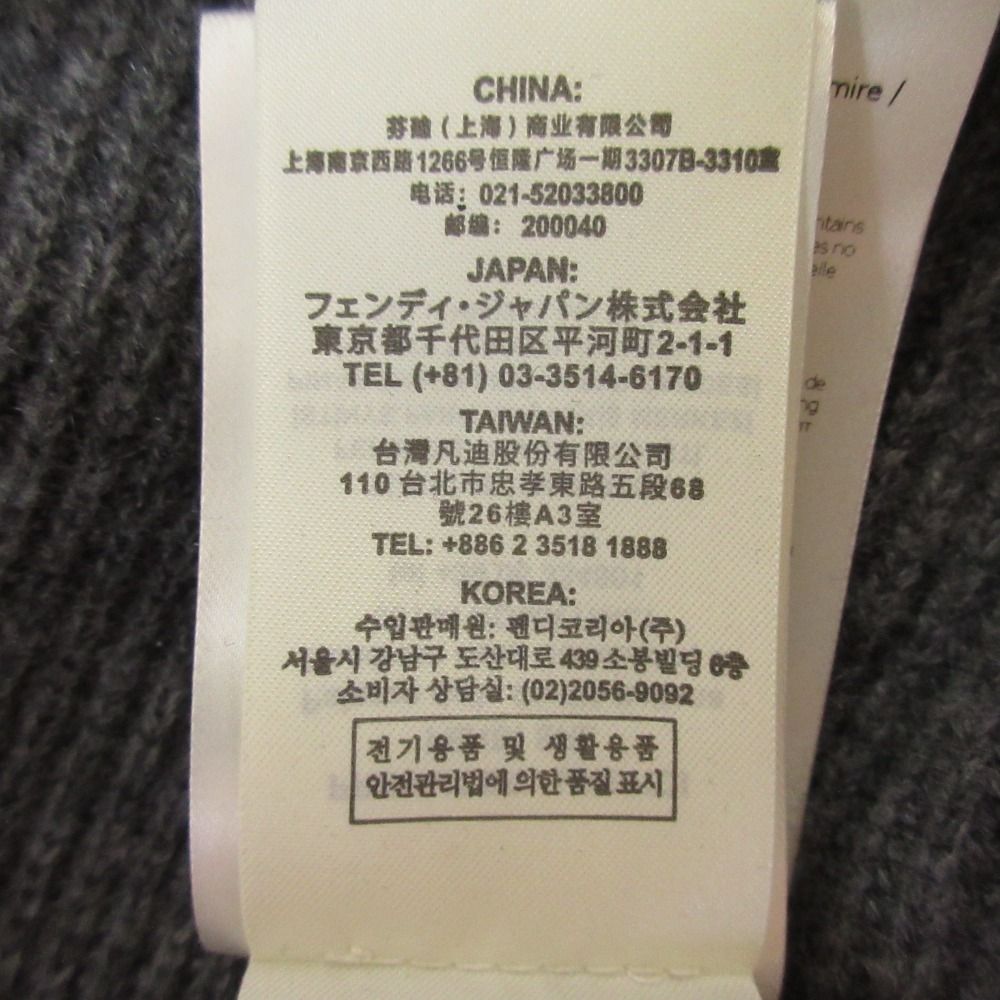 CHINA:
芬迪（上海）商业有限公司
上海南京西路1266号恒隆广场一期3307B-3310室
电话: 021-52033800
邮编: 200040
JAPAN:
フェンディ・ジャパン株式会社
東京都千代田区平河町2-1-1
TEL (+81) 03-3514-6170
TAIWAN:
台灣凡迪股份有限公司
110 台北市忠孝東路五段68
號26樓A3室
TEL: +886 2 3518 1888
KOREA:
수입판매원: 펜디코리아(주)
서울시 강남구 도산대로 439 소봉빌딩 6층
소비자 상담실: (02)2056-9092
전기용품 및 생활용품
안전관리법에 의한 품질 표시
mire /
ntains
es no
elle
de
ng